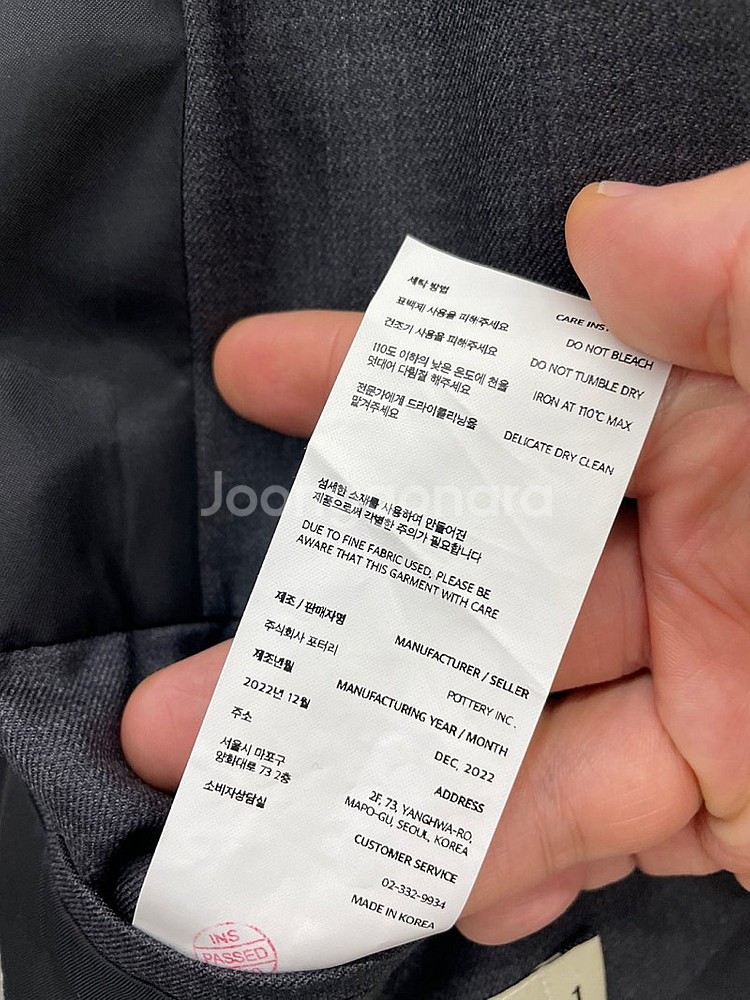 세탁 방법
CARE INS
표백제 사용을 피해주세요
DO NOT BLEACH
건조기 사용을 피해주세요
DO NOT TUMBLE DRY
110도 이하의 낮은 온도에 천을
덧대어 다림질 해주세요
IRON AT 110℃ MAX
전문가에게 드라이클리닝을
맡겨주세요
DELICATE DRY CLEAN
섬세한 소재를 사용하여 만들어진
제품으로써 각별한 주의가 필요합니다
DUE TO FINE FABRIC USED, PLEASE BE
AWARE THAT THIS GARMENT WITH CARE
제조 / 판매자명
MANUFACTURER / SELLER
주식회사 포터리
POTTERY INC.
제조년월
MANUFACTURING YEAR / MONTH
2022년 12월
DEC, 2022
주소
ADDRESS
서울시 마포구
양화대로 73 2층
2F, 73, YANGHWA-RO,
MAPO-GU, SEOUL, KOREA
소비자상담실
CUSTOMER SERVICE
02-332-9934
MADE IN KOREA
INS
PASSED
1
Joongonara